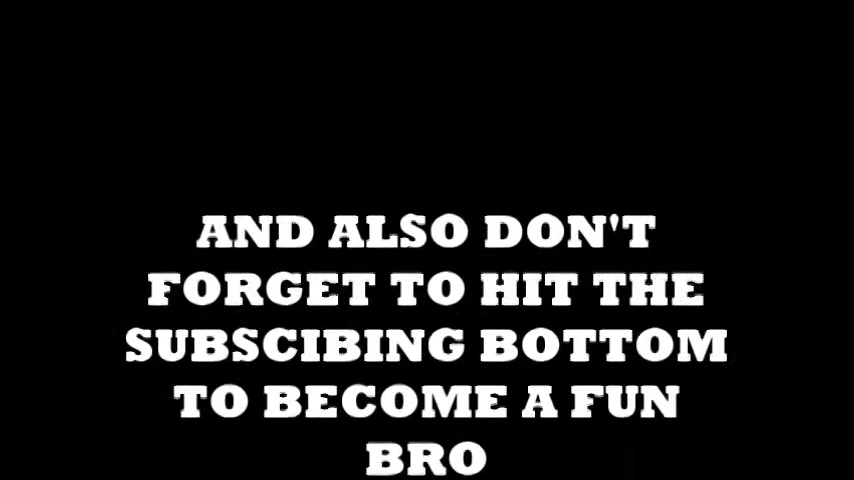 AND ALSO DON'T
FORGET TO HIT THE
SUBSCIBING BOTTOM
TO BECOME A FUN
BRO